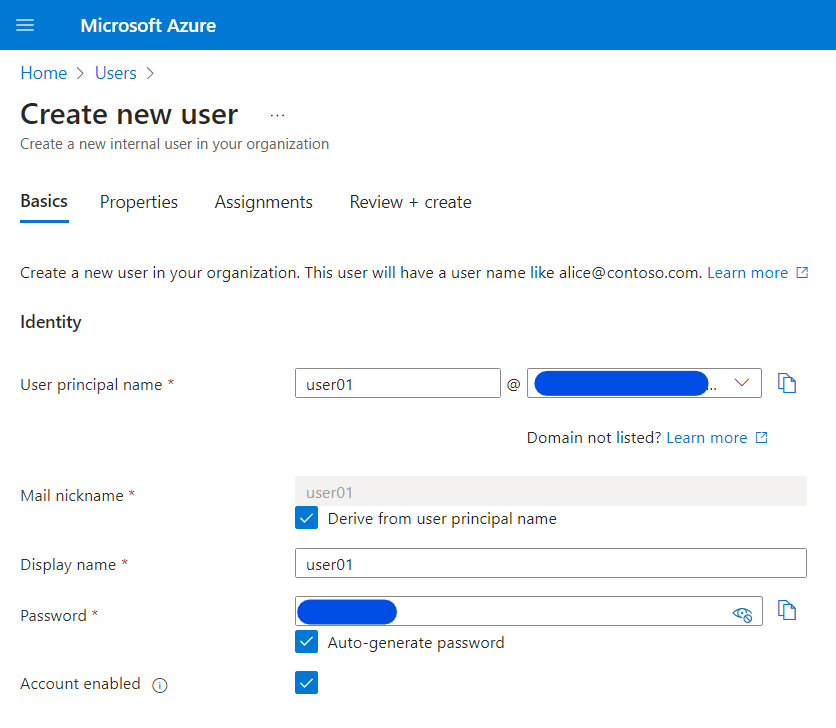 Microsoft Azure
Home > Users >
Create new user ...
Create a new internal user in your organization
Basics Properties Assignments Review + create
Create a new user in your organization. This user will have a user name like alice@contoso.com. Learn more
Identity
User principal name * user01 @ ...
Domain not listed? Learn more
Mail nickname * user01
Derive from user principal name
Display name * user01
Password *
Auto-generate password
Account enabled